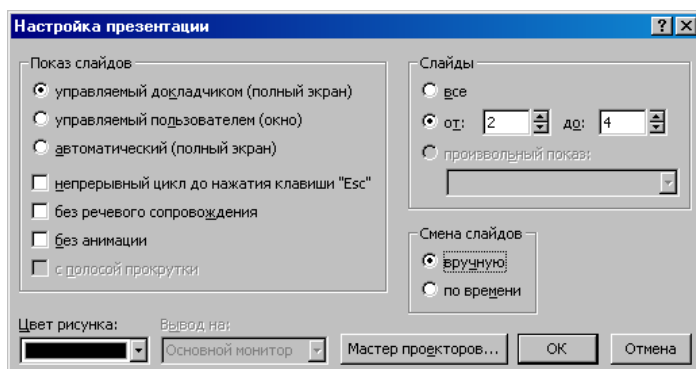 Настройка презентации
Показ слайдов
управляемый докладчиком (полный экран)
управляемый пользователем (окно)
автоматический (полный экран)
непрерывный цикл до нажатия клавиши "Esc"
без речевого сопровождения
без анимации
с полосой прокрутки
Слайды
все
от: 2 до: 4
произвольный показ:
Смена слайдов
вручную
по времени
Цвет рисунка:
Вывод на:
Основной монитор
Мастер проекторов...
ОК
Отмена